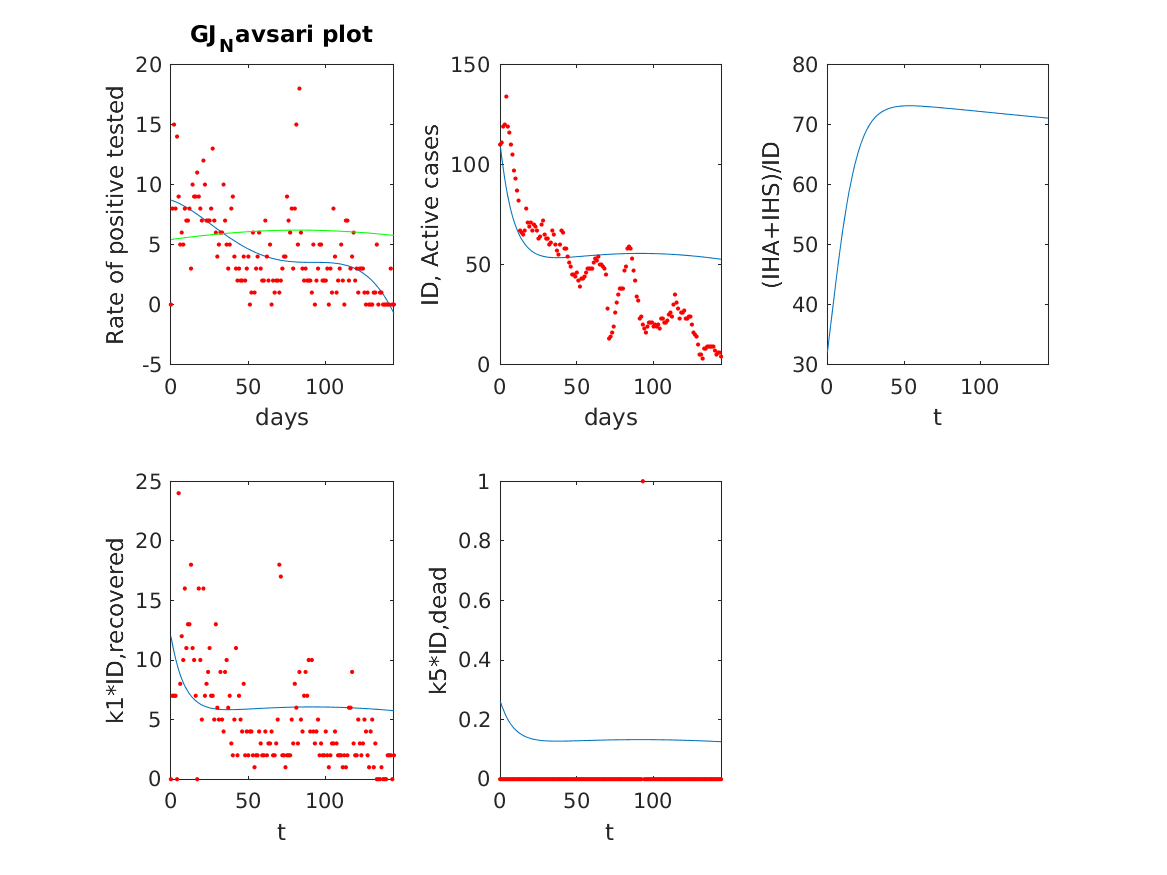 GJNavsari plot
20
15
10
5
0
-5
Rate of positive tested
0 50 100
days
150
100
50
0
ID, Active cases
0 50 100
days
80
70
60
50
40
30
(IHA+IHS)/ID
0 50 100
t
25
20
15
10
5
0
k1*ID,recovered
0 50 100
t
1
0.8
0.6
0.4
0.2
0
k5*ID,dead
0 50 100
t